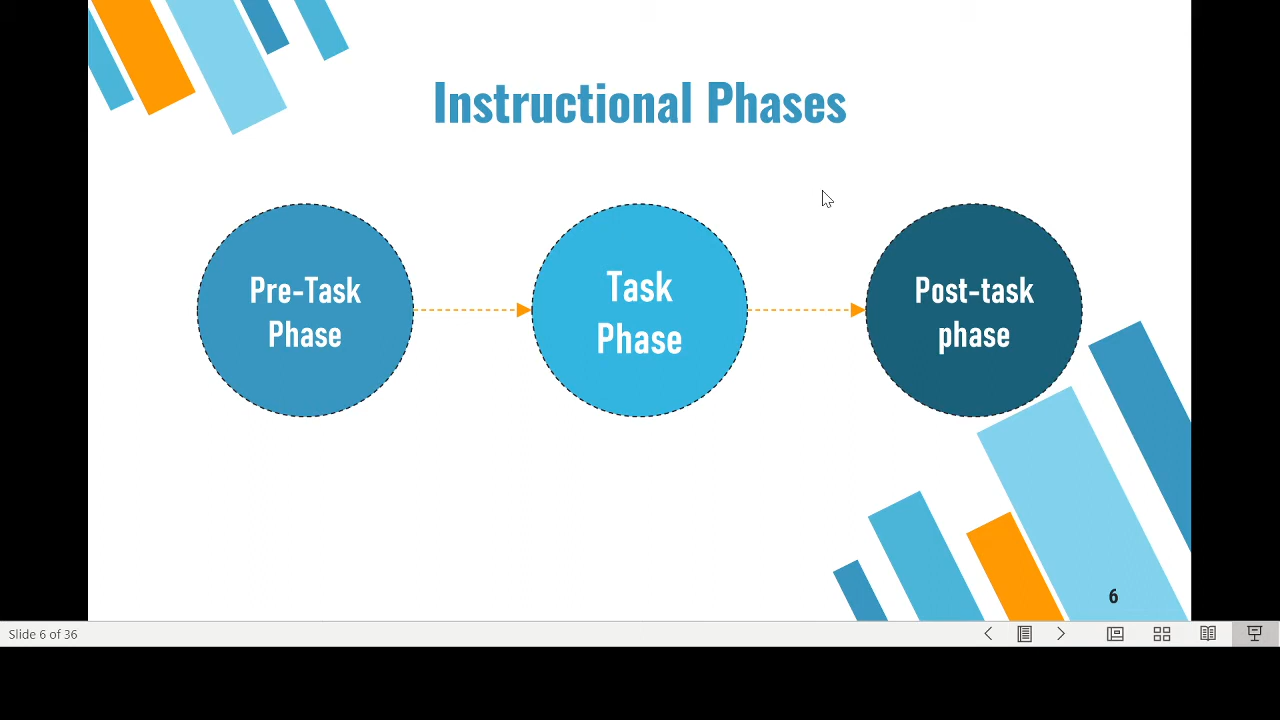 Instructional Phases
Pre-Task
Phase
Task
Phase
Post-task
phase
6
Slide 6 of 36